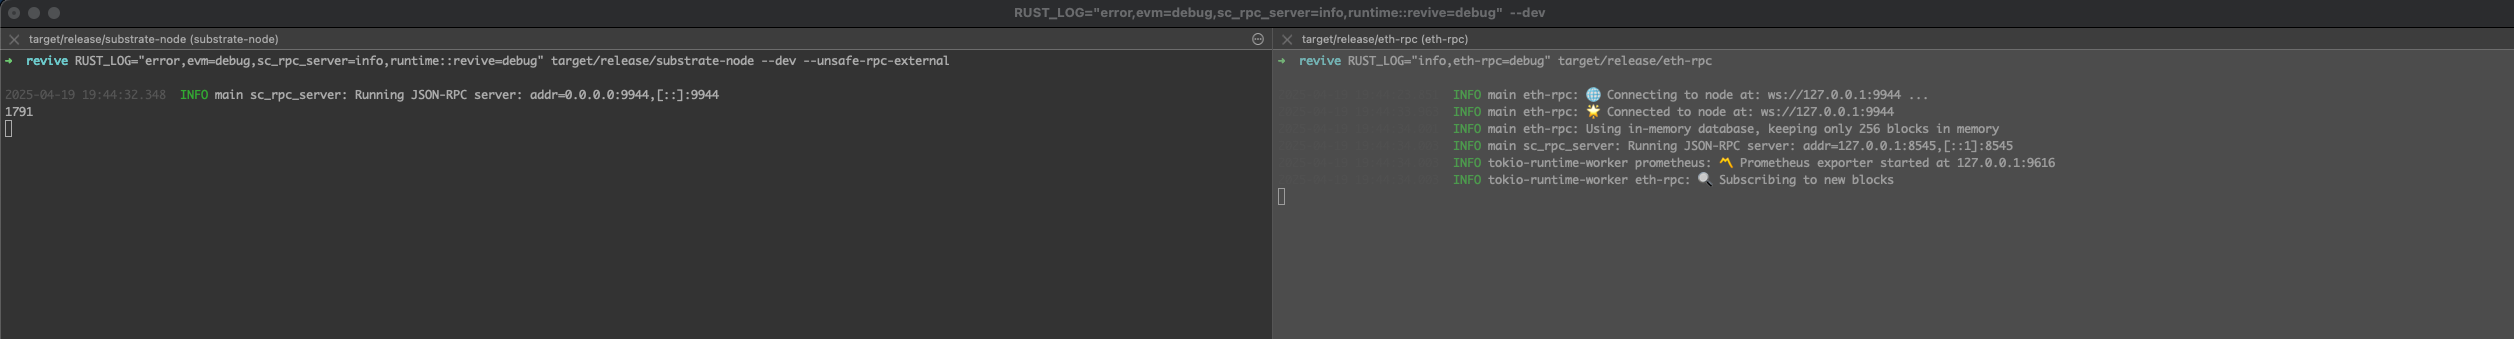 RUST_LOG="error,evm=debug,sc_rpc_server=info,runtime::revive=debug" --dev
target/release/substrate-node (substrate-node)
➜ revive RUST_LOG="error,evm=debug,sc_rpc_server=info,runtime::revive=debug" target/release/substrate-node --dev --unsafe-rpc-external
2025-04-19 19:44:32.348 INFO main sc_rpc_server: Running JSON-RPC server: addr=0.0.0.0:9944,[::]:9944
1791
target/release/eth-rpc (eth-rpc)
➜ revive RUST_LOG="info,eth-rpc=debug" target/release/eth-rpc
INFO main eth-rpc: 🌐 Connecting to node at: ws://127.0.0.1:9944 ...
INFO main eth-rpc: 🌟 Connected to node at: ws://127.0.0.1:9944
INFO main eth-rpc: Using in-memory database, keeping only 256 blocks in memory
INFO main sc_rpc_server: Running JSON-RPC server: addr=127.0.0.1:8545,[::1]:8545
INFO tokio-runtime-worker prometheus: 〽️ Prometheus exporter started at 127.0.0.1:9616
INFO tokio-runtime-worker eth-rpc: 🔍 Subscribing to new blocks